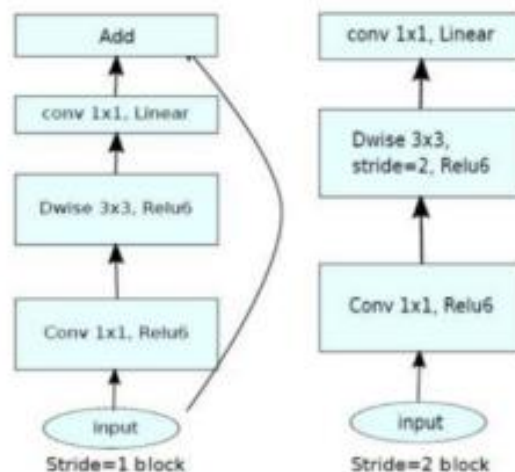 Add
conv 1x1, Linear
Dwise 3x3, Relu6
Conv 1x1, Relu6
input
Stride=1 block
conv 1x1, Linear
Dwise 3x3,
stride=2, Relu6
Conv 1x1, Relu6
input
Stride=2 block